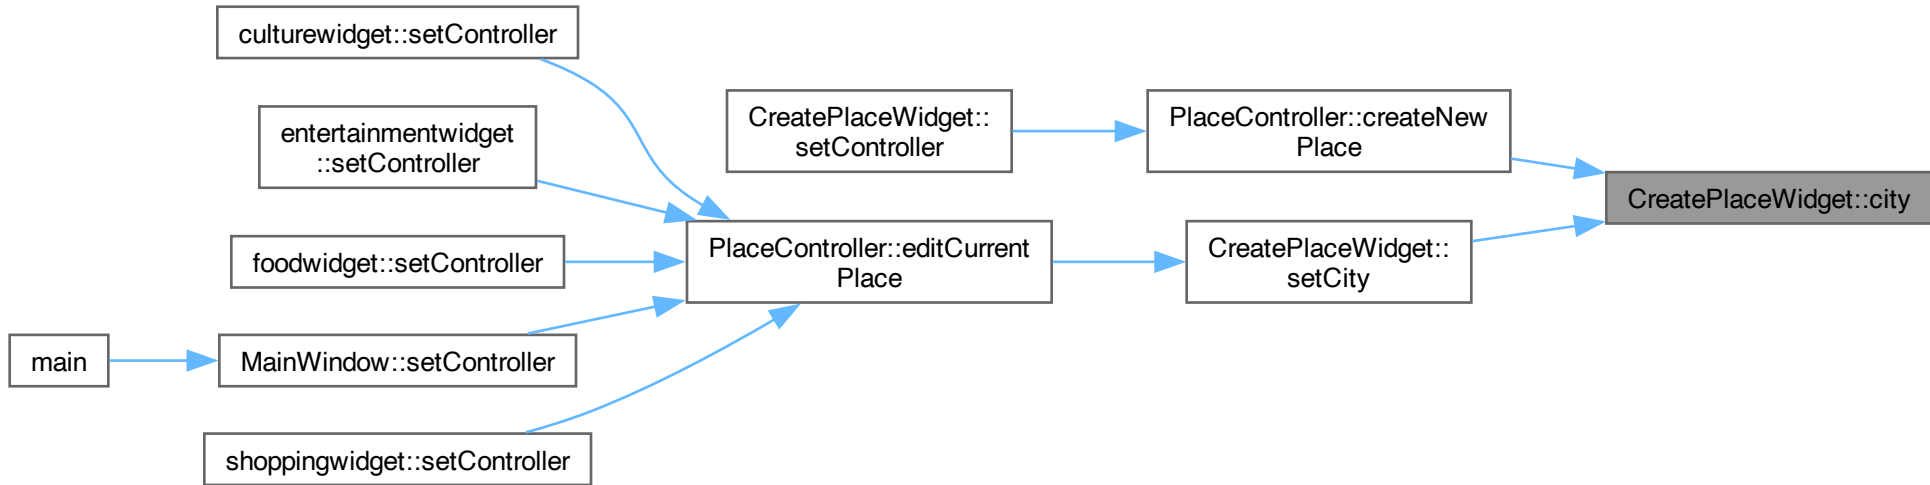 culturewidget::setController
entertainmentwidget
::setController
foodwidget::setController
main
MainWindow::setController
shoppingwidget::setController
CreatePlaceWidget::
setController
PlaceController::editCurrent
Place
PlaceController::createNew
Place
CreatePlaceWidget::
setCity
CreatePlaceWidget::city